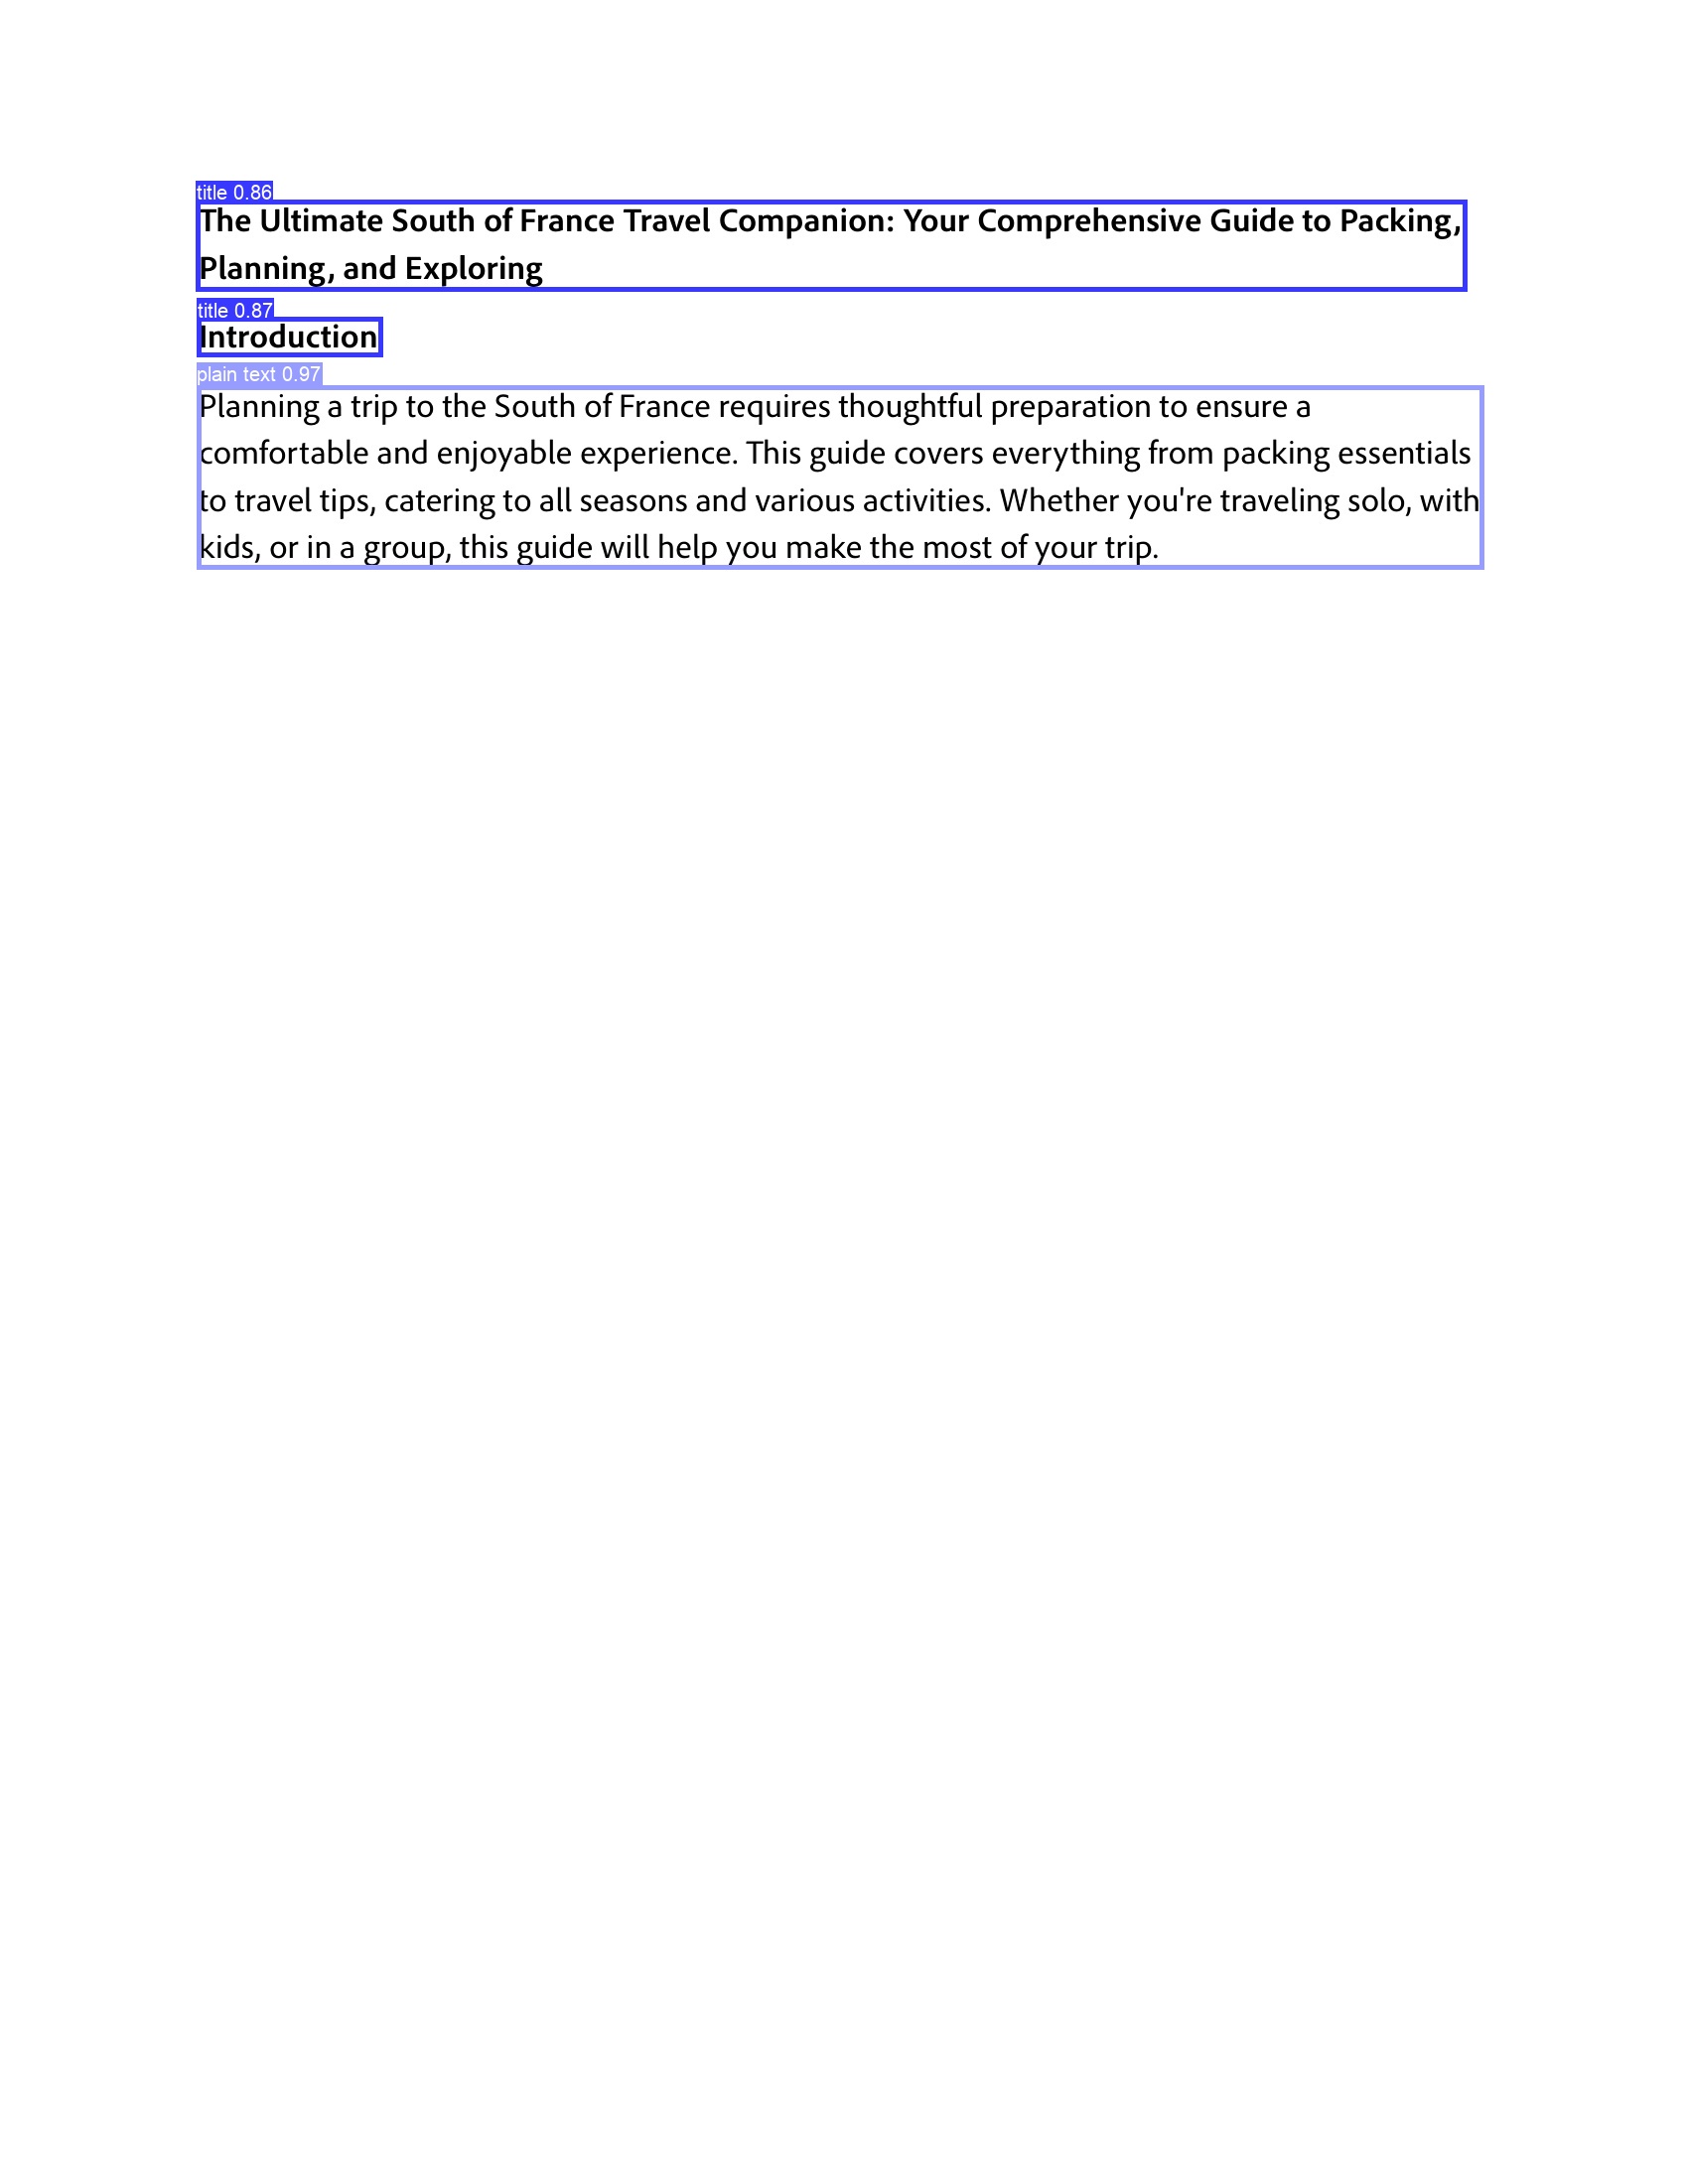 title 0.86
The Ultimate South of France Travel Companion: Your Comprehensive Guide to Packing,
Planning, and Exploring
title 0.87
Introduction
plain text 0.97
Planning a trip to the South of France requires thoughtful preparation to ensure a
comfortable and enjoyable experience. This guide covers everything from packing essentials
to travel tips, catering to all seasons and various activities. Whether you're traveling solo, with
kids, or in a group, this guide will help you make the most of your trip.